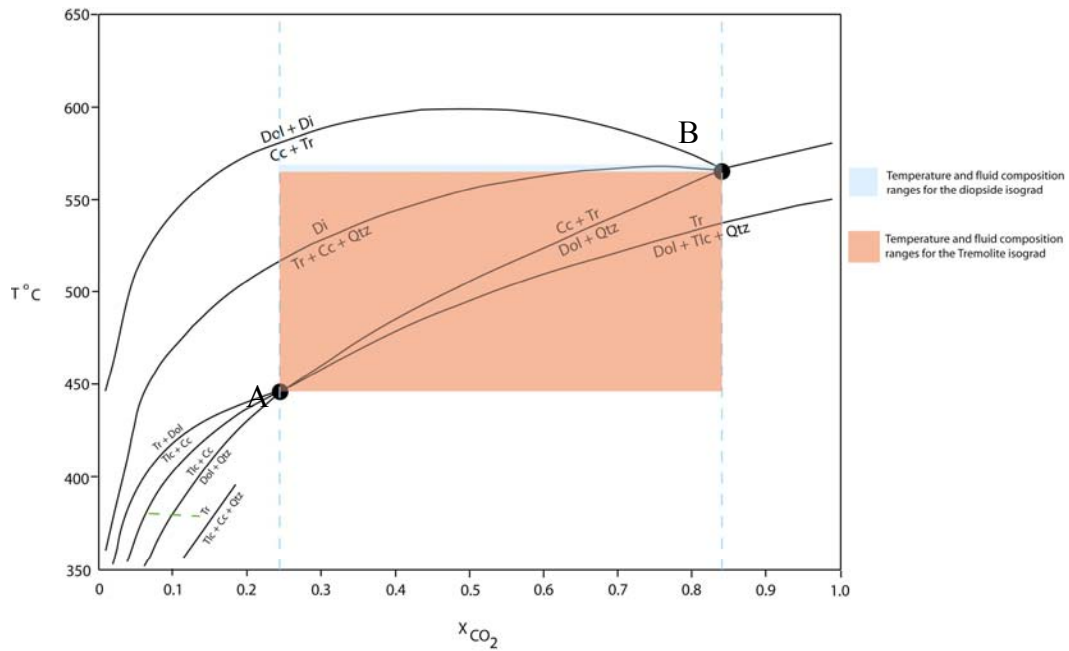 650
600
550
500
450
400
350
T °C
0
0.1
0.2
0.3
0.4
0.5
0.6
0.7
0.8
0.9
1.0
X CO2
Dol + Di
Cc + Tr
Di
Tr + Cc + Qtz
Cc + Tr
Dol + Qtz
Tr
Dol + Tlc + Qtz
B
A
Tr + Dol
Tlc + Cc
Tlc + Cc
Dol + Qtz
Tr
Tlc + Cc + Qtz
Temperature and fluid composition
ranges for the diopside isograd
Temperature and fluid composition
ranges for the Tremolite isograd